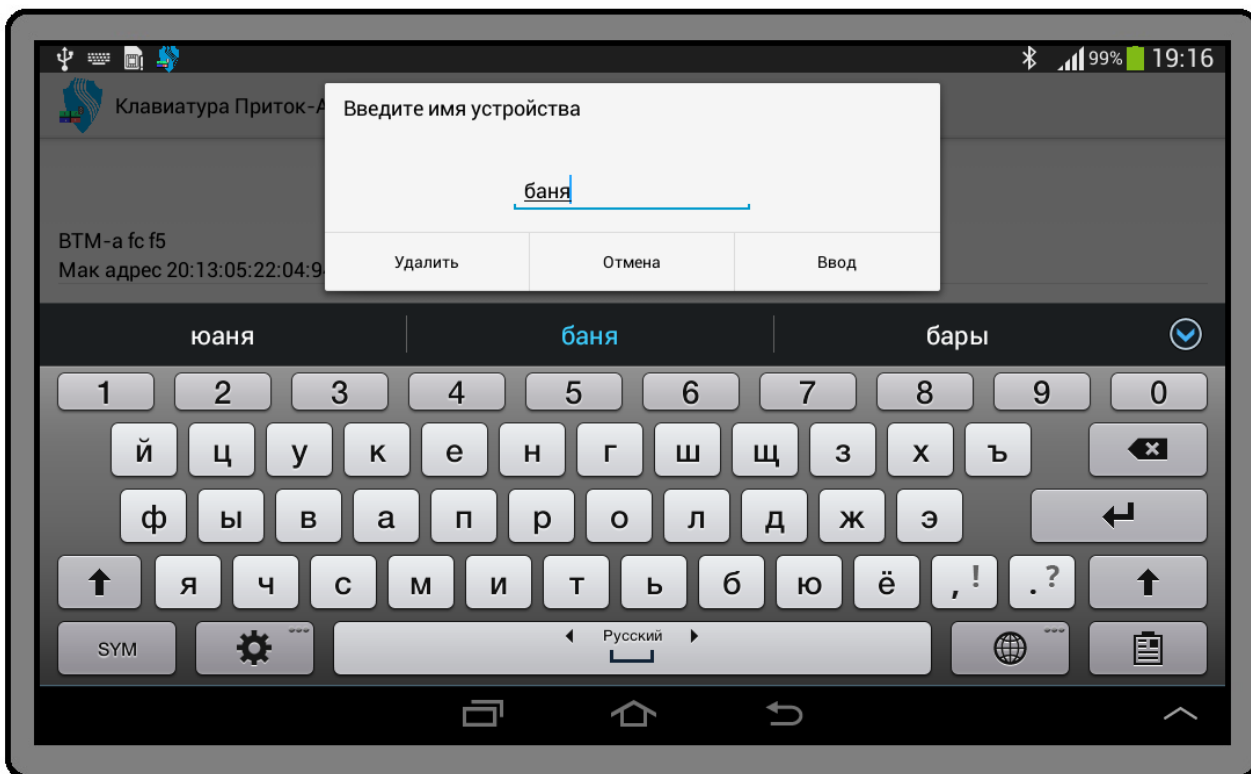 99% 19:16
Клавиатура Приток-А
Введите имя устройства
баня
BTM-a fc f5
Мак адрес 20:13:05:22:04:9
Удалить Отмена Ввод
юаня баня бары
1 2 3 4 5 6 7 8 9 0
й ц у к е н г ш щ з х ъ
ф ы в а п р о л д ж э
я ч с м и т ь б ю ё , ! . ?
SYM Русский